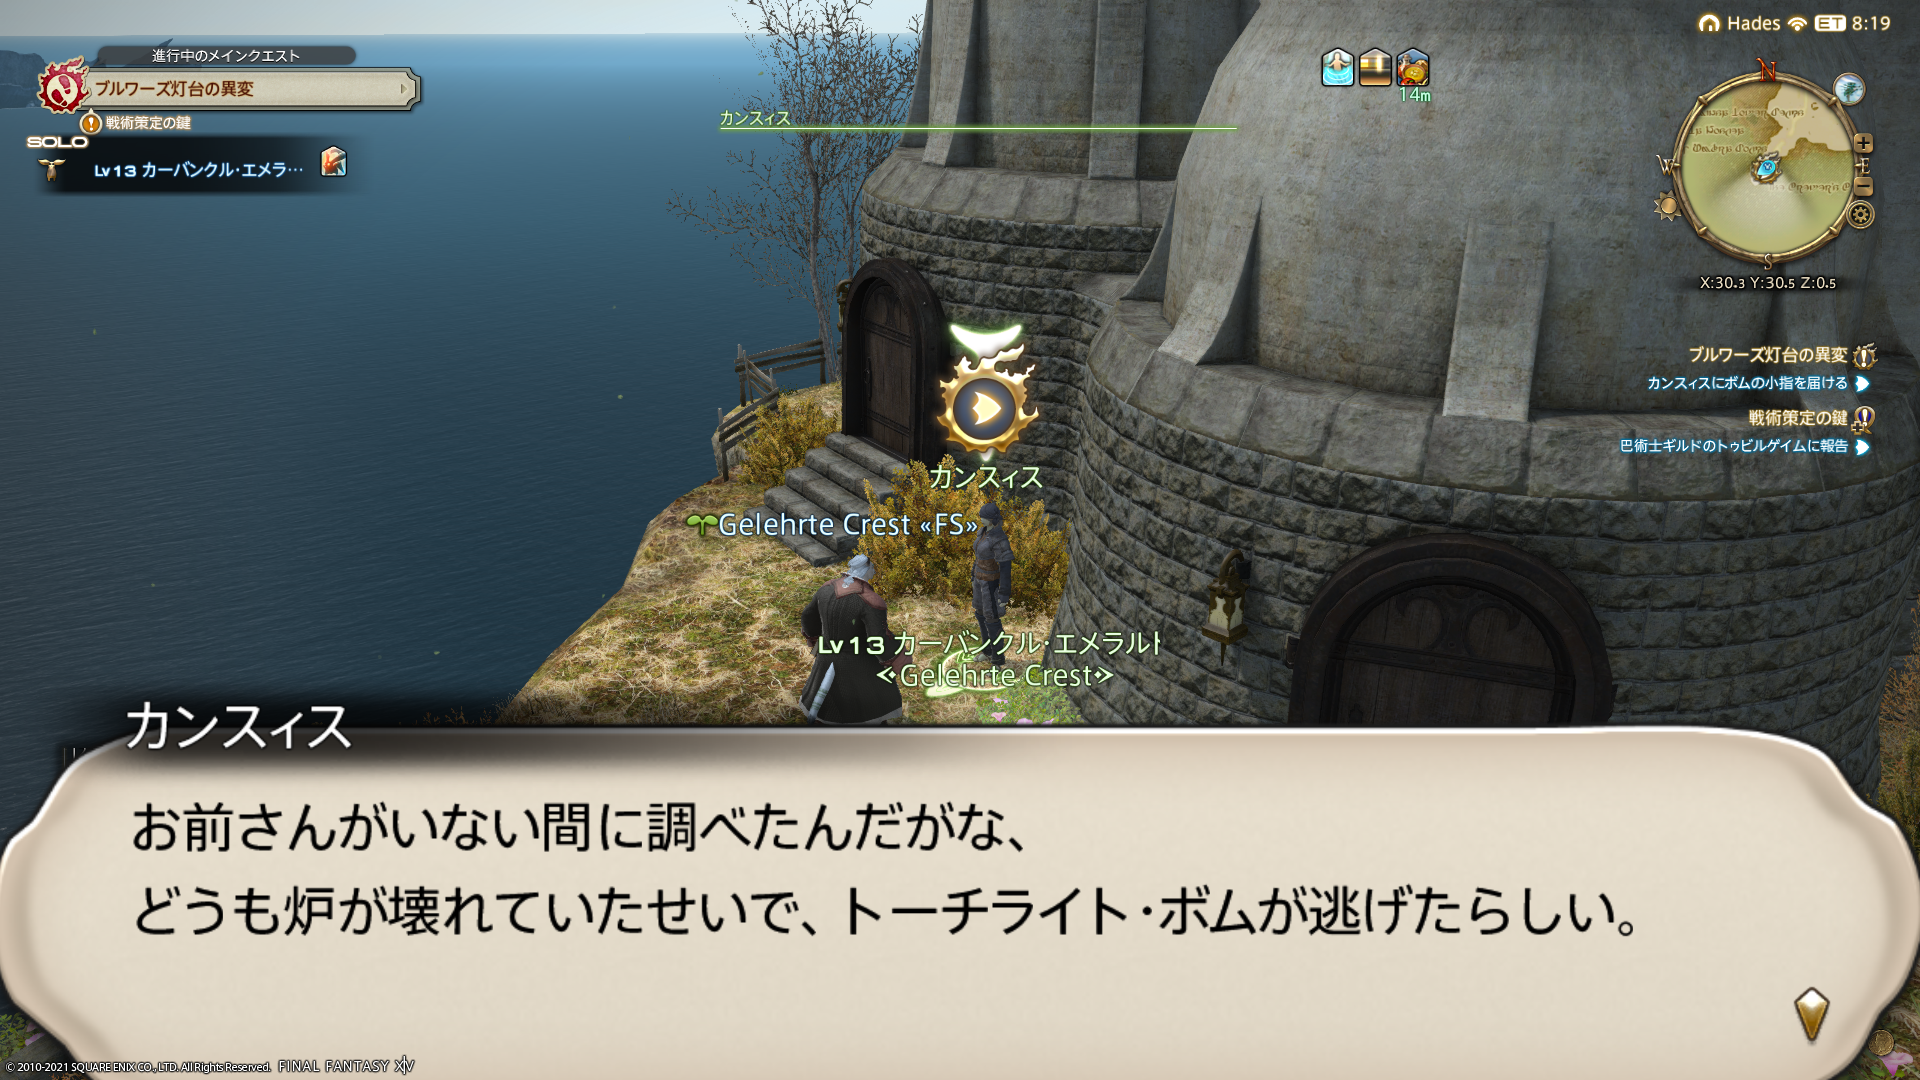 進行中のメインクエスト
ブルワーズ灯台の異変
戦術策定の鍵
SOLO
Lv13 カーバンクル・エメラ…
カンスィス
14m
Hades ET 8:19
N
W
E
S
X:30.3 Y:30.5 Z:0.5
ブルワーズ灯台の異変
カンスィスにボムの小指を届ける
戦術策定の鍵
巴術士ギルドのトゥビルゲイムに報告
カンスィス
Gelehrte Crest «FS»
Lv13 カーバンクル・エメラルド
Gelehrte Crest
カンスィス
お前さんがいない間に調べたんだがな、
どうも炉が壊れていたせいで、トーチライト・ボムが逃げたらしい。
© 2010-2021 SQUARE ENIX CO., LTD. All Rights Reserved. FINAL FANTASY XIV